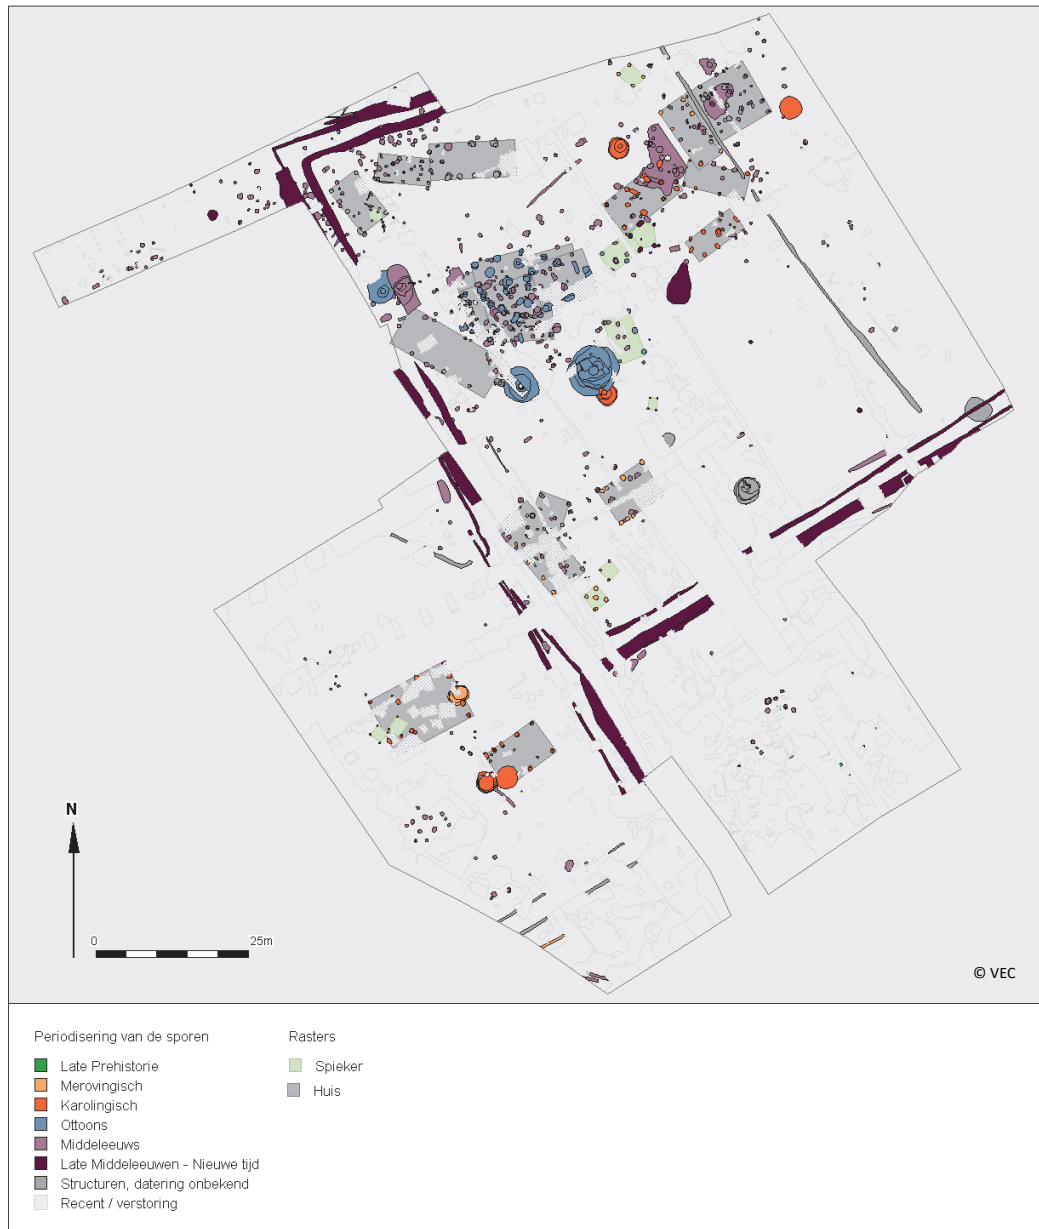 N
0 25m
© VEC
Periodisering van de sporen
Late Prehistorie
Merovingisch
Karolingisch
Ottoons
Middeleeuws
Late Middeleeuwen - Nieuwe tijd
Structuren, datering onbekend
Recent / verstoring
Rasters
Spieker
Huis